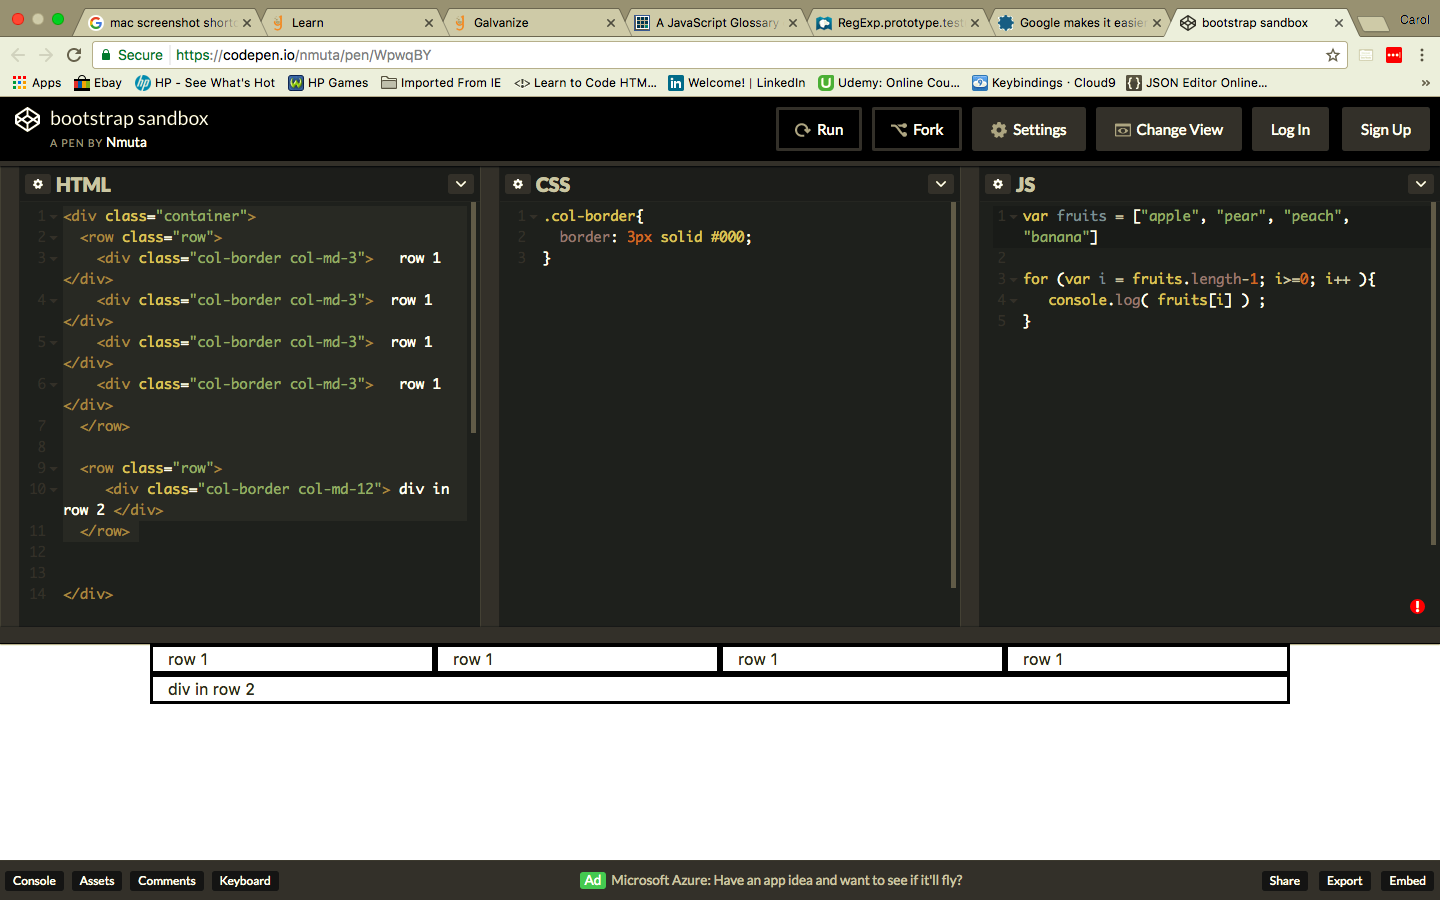 mac screenshot shorto
Learn
Galvanize
A JavaScript Glossary
RegExp.prototype.test
Google makes it easier
bootstrap sandbox
Carol
Secure https://codepen.io/nmuta/pen/WpwqBY
Apps
Ebay
HP - See What's Hot
HP Games
Imported From IE
Learn to Code HTM...
Welcome! | LinkedIn
Udemy: Online Cou...
Keybindings · Cloud9
JSON Editor Online...
»
bootstrap sandbox
A PEN BY Nmuta
Run
Fork
Settings
Change View
Log In
Sign Up
HTML
1 <div class="container">
2 <row class="row">
3 <div class="col-border col-md-3"> row 1
</div>
4 <div class="col-border col-md-3"> row 1
</div>
5 <div class="col-border col-md-3"> row 1
</div>
6 <div class="col-border col-md-3"> row 1
</div>
7 </row>
8
9 <row class="row">
10 <div class="col-border col-md-12"> div in
row 2 </div>
11 </row>
12
13
14 </div>
CSS
1 .col-border{
2 border: 3px solid #000;
3 }
JS
1 var fruits = ["apple", "pear", "peach",
"banana"]
2
3 for (var i = fruits.length-1; i>=0; i++ ){
4 console.log( fruits[i] ) ;
5 }
row 1
row 1
row 1
row 1
div in row 2
Console
Assets
Comments
Keyboard
Ad Microsoft Azure: Have an app idea and want to see if it'll fly?
Share
Export
Embed